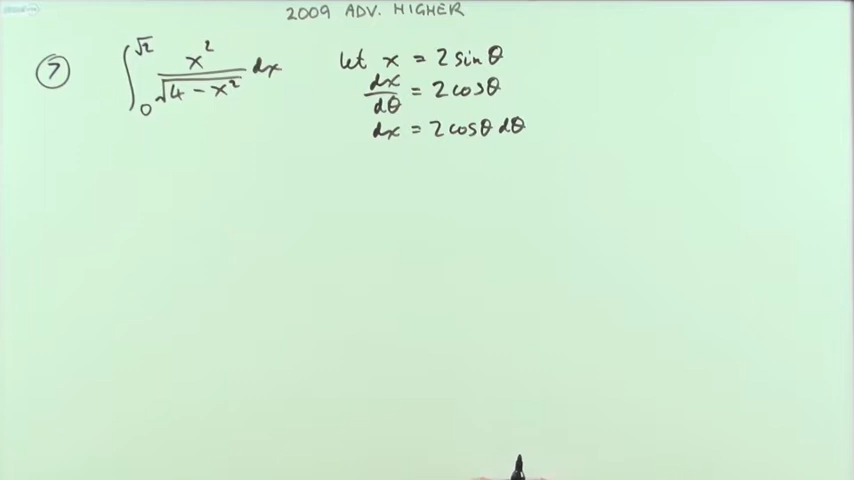 2009 ADV. HIGHER
7 ∫₀^√2 x²/√(4 − x²) dx let x = 2 sin θ
dx/dθ = 2 cos θ
dx = 2 cos θ dθ